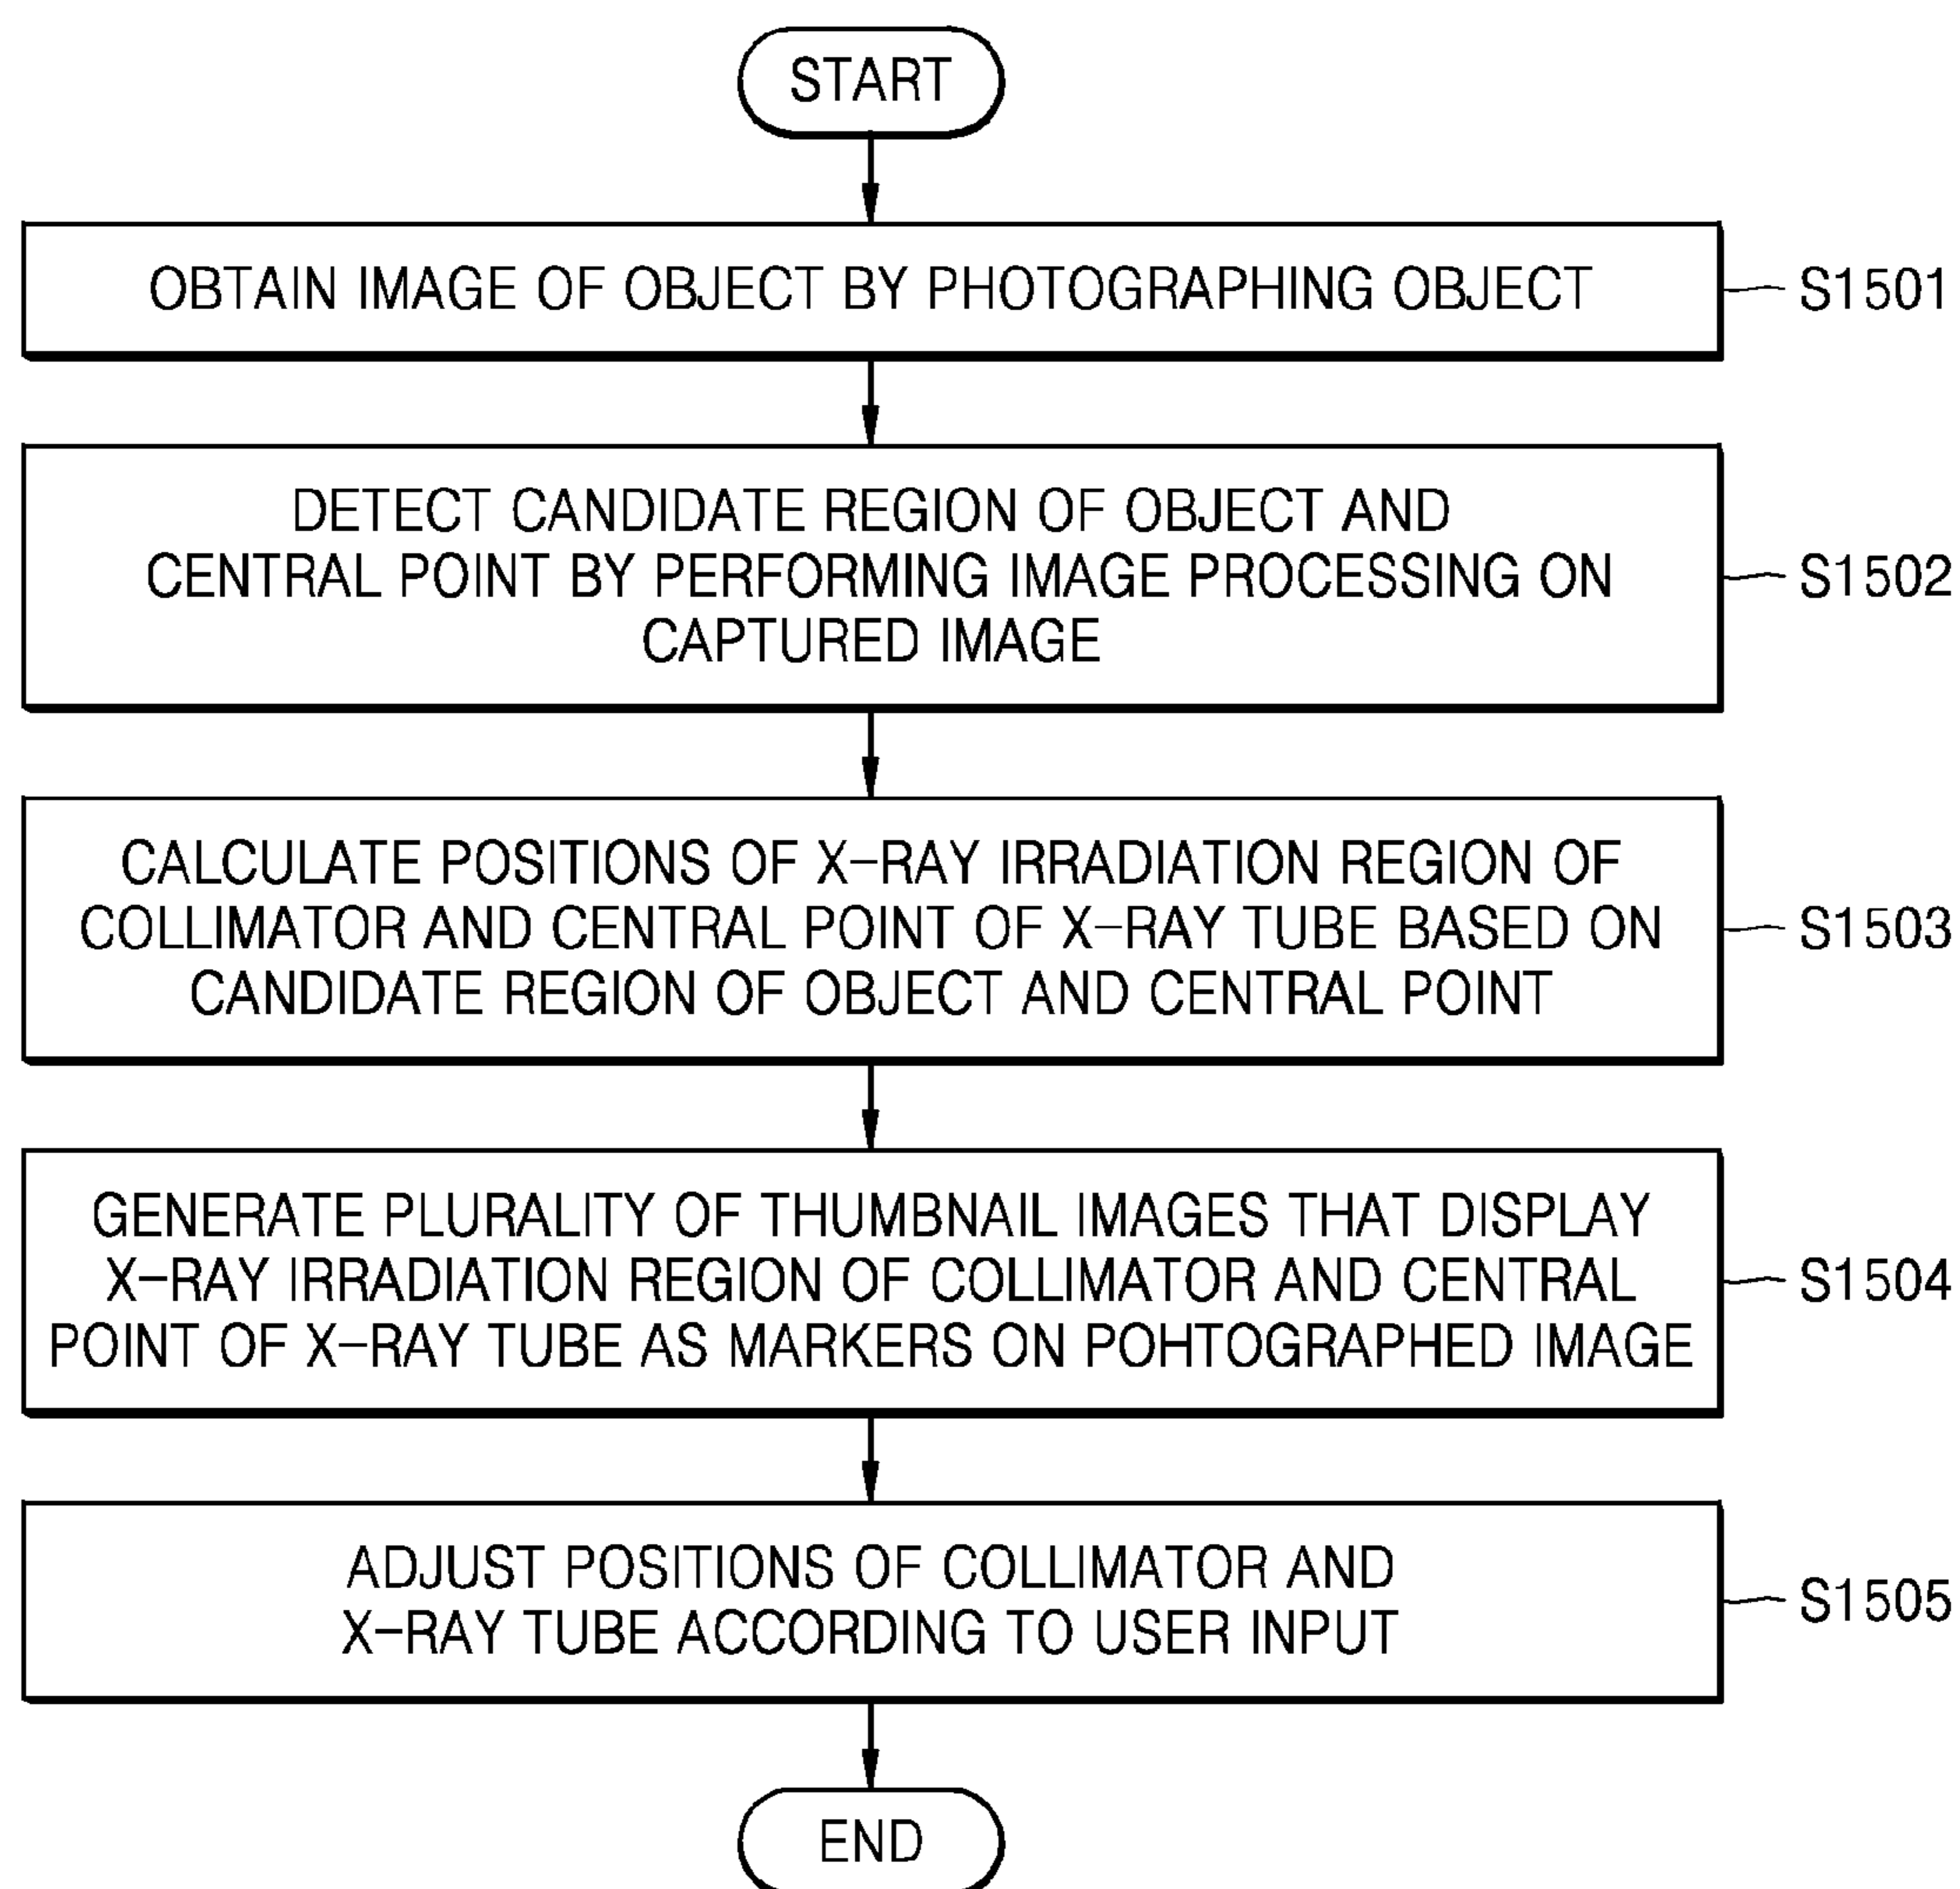 START
OBTAIN IMAGE OF OBJECT BY PHOTOGRAPHING OBJECT
S1501
DETECT CANDIDATE REGION OF OBJECT AND
CENTRAL POINT BY PERFORMING IMAGE PROCESSING ON
CAPTURED IMAGE
S1502
CALCULATE POSITIONS OF X-RAY IRRADIATION REGION OF
COLLIMATOR AND CENTRAL POINT OF X-RAY TUBE BASED ON
CANDIDATE REGION OF OBJECT AND CENTRAL POINT
S1503
GENERATE PLURALITY OF THUMBNAIL IMAGES THAT DISPLAY
X-RAY IRRADIATION REGION OF COLLIMATOR AND CENTRAL
POINT OF X-RAY TUBE AS MARKERS ON POHTOGRAPHED IMAGE
S1504
ADJUST POSITIONS OF COLLIMATOR AND
X-RAY TUBE ACCORDING TO USER INPUT
S1505
END